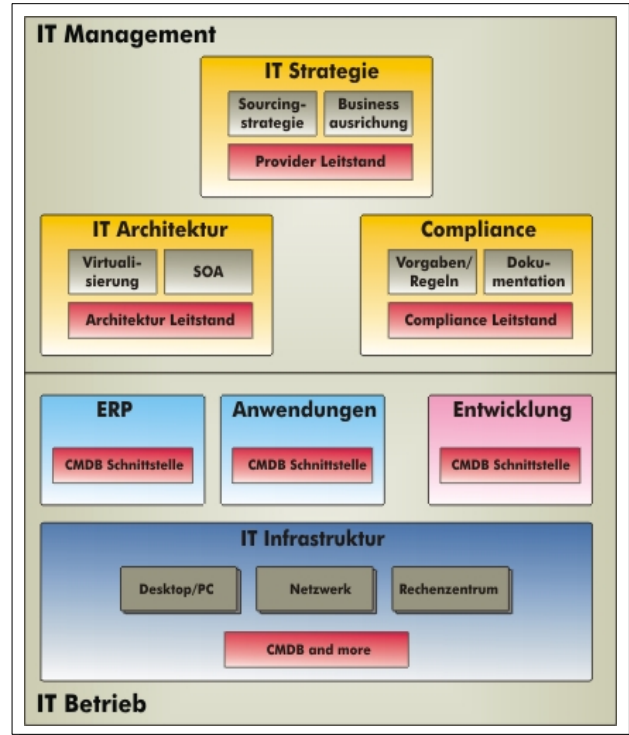 IT Management
IT Strategie
Sourcing-
strategie
Business
ausrichung
Provider Leitstand
IT Architektur
Virtuali-
sierung
SOA
Architektur Leitstand
Compliance
Vorgaben/
Regeln
Doku-
mentation
Compliance Leitstand
ERP
CMDB Schnittstelle
Anwendungen
CMDB Schnittstelle
Entwicklung
CMDB Schnittstelle
IT Infrastruktur
Desktop/PC
Netzwerk
Rechenzentrum
CMDB and more
IT Betrieb